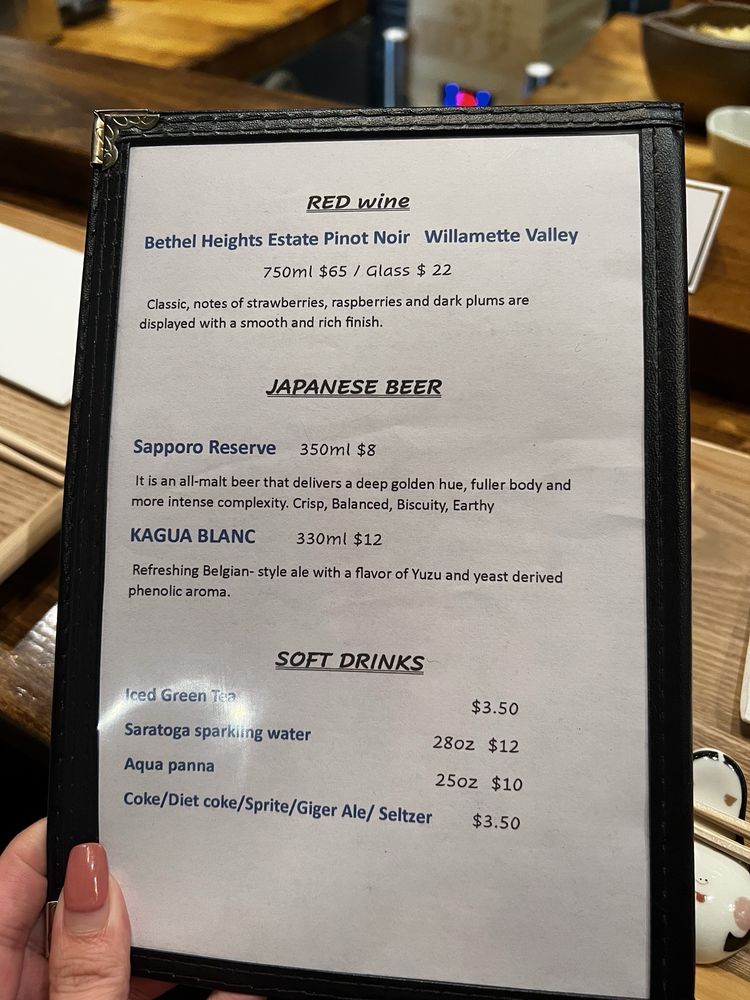 RED wine
Bethel Heights Estate Pinot Noir Willamette Valley
750ml $65 / Glass $ 22
Classic, notes of strawberries, raspberries and dark plums are
displayed with a smooth and rich finish.
JAPANESE BEER
Sapporo Reserve 350ml $8
It is an all-malt beer that delivers a deep golden hue, fuller body and
more intense complexity. Crisp, Balanced, Biscuity, Earthy
KAGUA BLANC 330ml $12
Refreshing Belgian- style ale with a flavor of Yuzu and yeast derived
phenolic aroma.
SOFT DRINKS
Iced Green Tea $3.50
Saratoga sparkling water 28oz $12
Aqua panna 25oz $10
Coke/Diet coke/Sprite/Giger Ale/ Seltzer $3.50